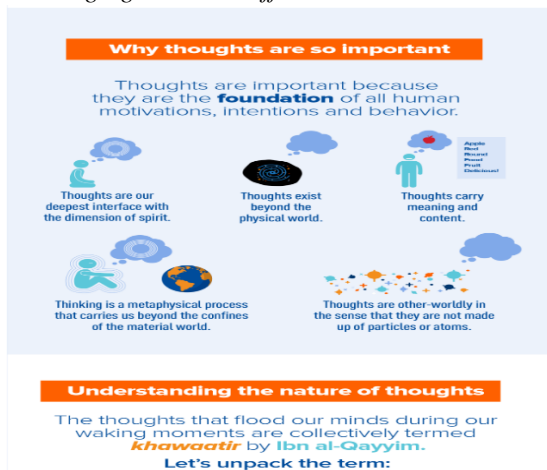 Why thoughts are so important
Thoughts are important because
they are the foundation of all human
motivations, intentions and behavior.
Apple
Red
Round
Food
Fruit
Delicious!
Thoughts are our
deepest interface with
the dimension of spirit.
Thoughts exist
beyond the
physical world.
Thoughts carry
meaning and
content.
Thinking is a metaphysical process
that carries us beyond the confines
of the material world.
Thoughts are other-worldly in
the sense that they are not made
up of particles or atoms.
Understanding the nature of thoughts
The thoughts that flood our minds during our
waking moments are collectively termed
khawaatir by Ibn al-Qayyim.
Let's unpack the term: